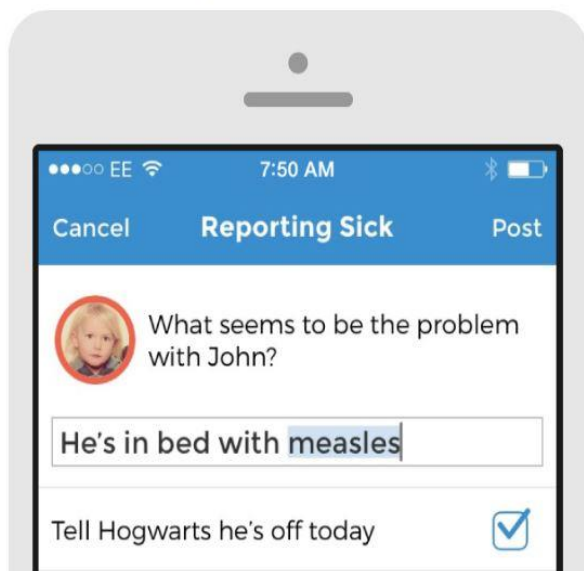 EE 7:50 AM
Cancel Reporting Sick Post
What seems to be the problem
with John?
He's in bed with measles
Tell Hogwarts he's off today